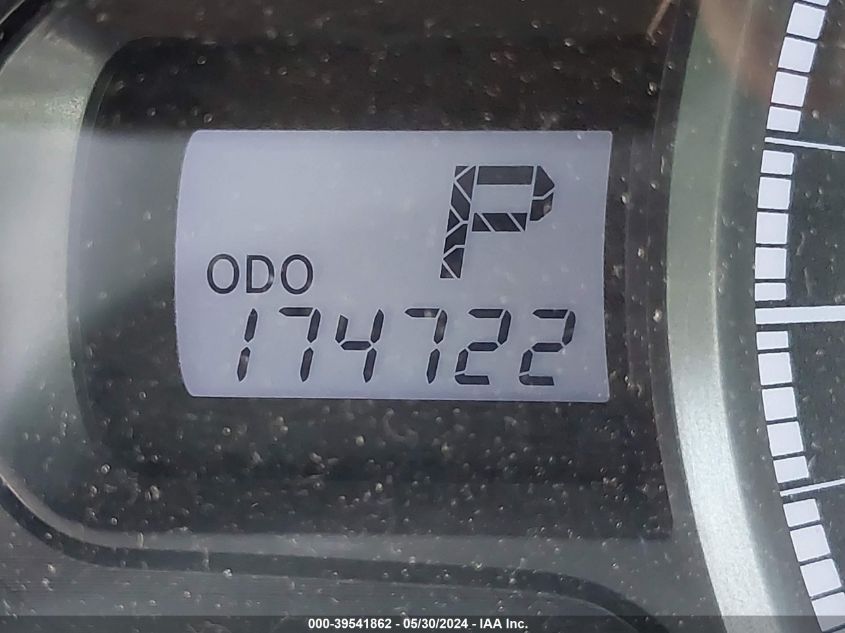 P
ODO
174722
000-39541862 / 05/30/2024 - IAA Inc.